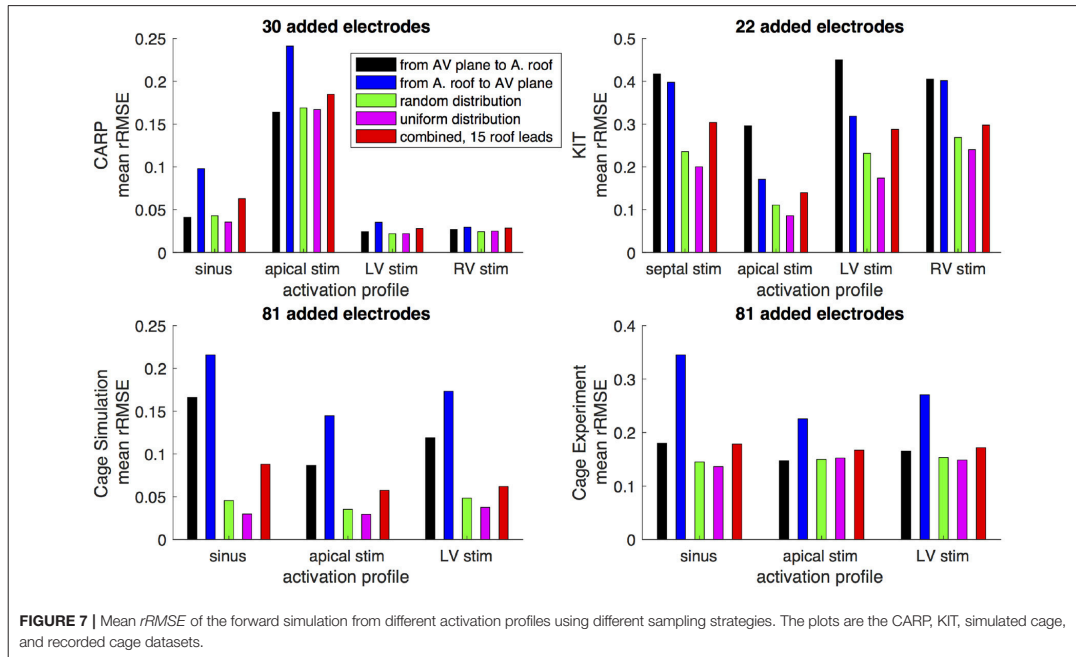 30 added electrodes
0.25
0.2
0.15
0.1
0.05
0
CARP
mean rRMSE
from AV plane to A. roof
from A. roof to AV plane
random distribution
uniform distribution
combined, 15 roof leads
sinus
apical stim
LV stim
RV stim
activation profile
22 added electrodes
0.5
0.4
0.3
0.2
0.1
0
KIT
mean rRMSE
septal stim
apical stim
LV stim
RV stim
activation profile
81 added electrodes
0.25
0.2
0.15
0.1
0.05
0
Cage Simulation
mean rRMSE
sinus
apical stim
LV stim
activation profile
81 added electrodes
0.4
0.3
0.2
0.1
0
Cage Experiment
mean rRMSE
sinus
apical stim
LV stim
activation profile
FIGURE 7 | Mean rRMSE of the forward simulation from different activation profiles using different sampling strategies. The plots are the CARP, KIT, simulated cage,
and recorded cage datasets.